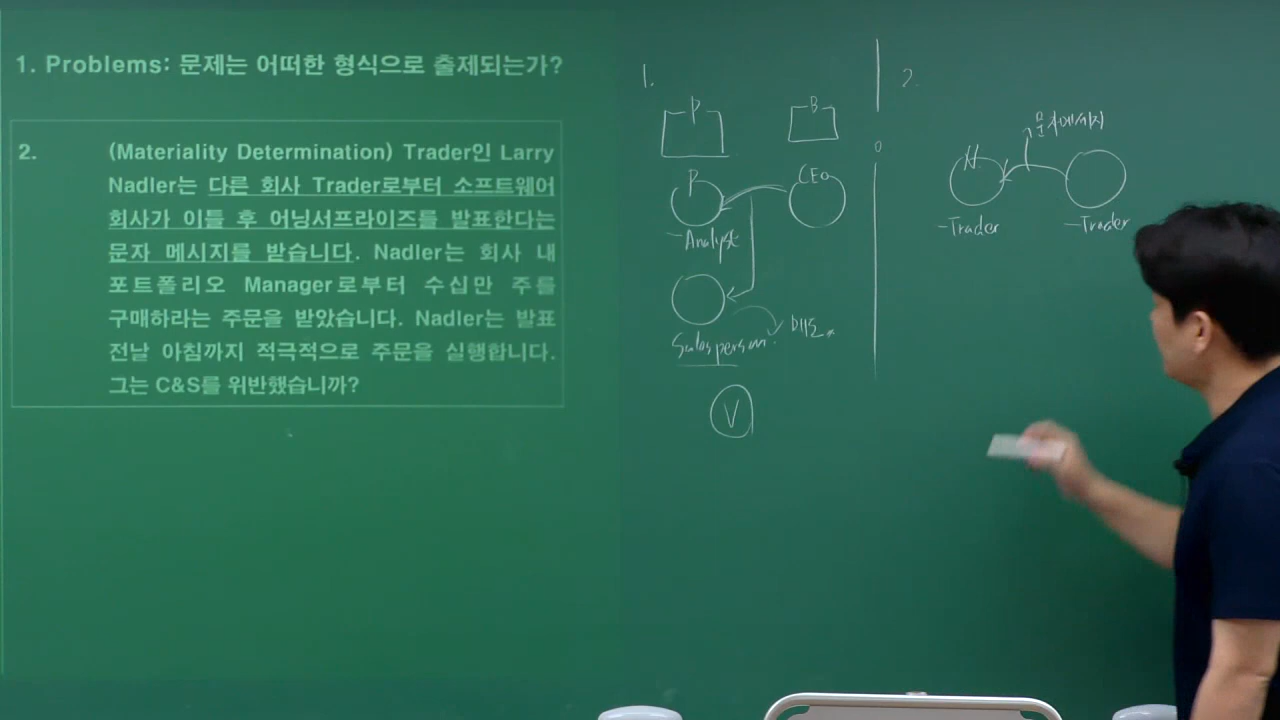 1. Problems: 문제는 어떠한 형식으로 출제되는가?
2. (Materiality Determination) Trader인 Larry
Nadler는 다른 회사 Trader로부터 소프트웨어
회사가 이틀 후 어닝서프라이즈를 발표한다는
문자 메시지를 받습니다. Nadler는 회사 내
포트폴리오 Manager로부터 수십만 주를
구매하라는 주문을 받았습니다. Nadler는 발표
전날 아침까지 적극적으로 주문을 실행합니다.
그는 C&S를 위반했습니까?
1.
P
B
P
CEO
-Analyst
Sales person.
매도
V
2.
문자메시지
N
-Trader
-Trader